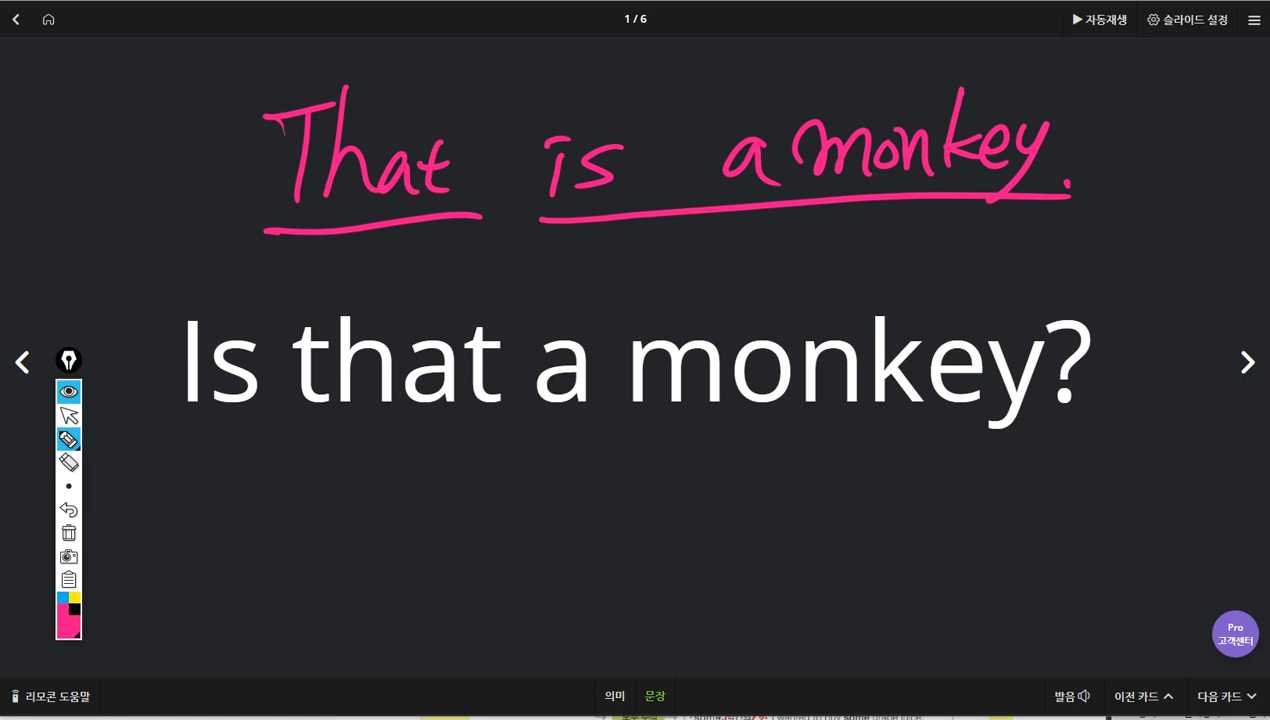 1 / 6
자동재생
슬라이드 설정
That is a monkey.
Is that a monkey?
Pro
고객센터
리모콘 도움말
의미
문장
발음
이전 카드
다음 카드